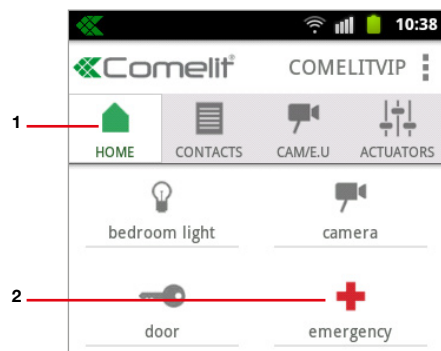 10:38
Comelit® COMELITVIP
1
HOME CONTACTS CAM/E.U ACTUATORS
bedroom light camera
2
door emergency